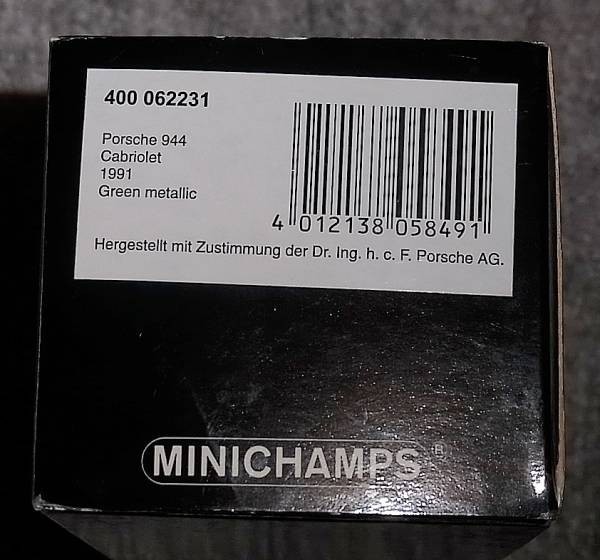 400 062231
Porsche 944
Cabriolet
1991
Green metallic
4 012138 058491
Hergestellt mit Zustimmung der Dr. Ing. h. c. F. Porsche AG.
MINICHAMPS®